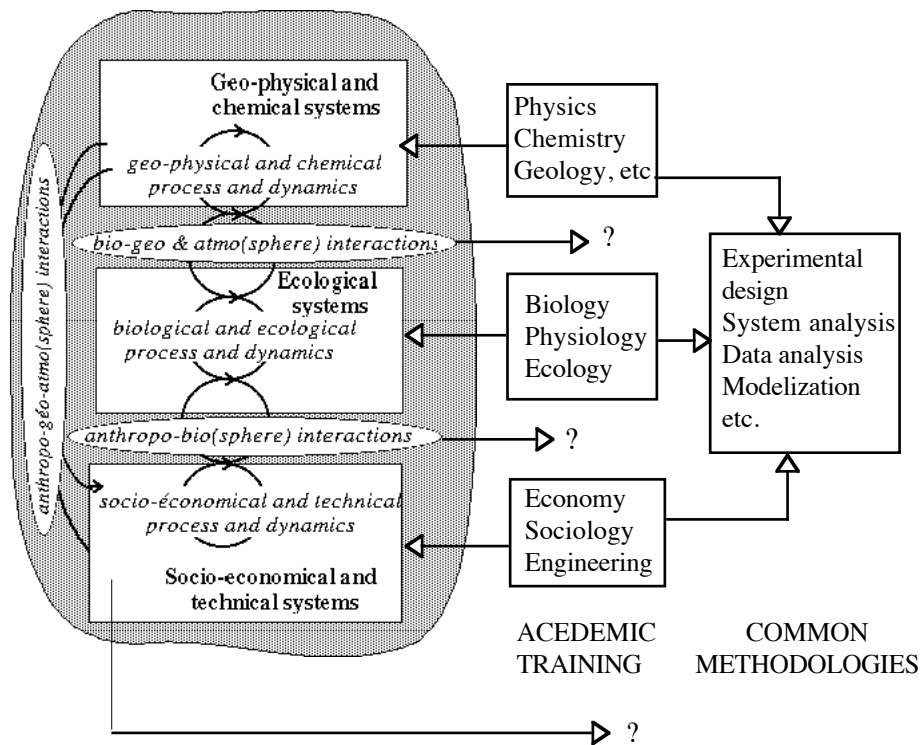 Geo-physical and
chemical systems
geo-physical and chemical
process and dynamics
bio-geo & atmo(sphere) interactions
?
Ecological
systems
biological and ecological
process and dynamics
anthropo-bio(sphere) interactions
?
socio-économical and technical
process and dynamics
Socio-economical and
technical systems
?
anthropo-géo-atmo(sphere) interactions
Physics
Chemistry
Geology, etc.
Biology
Physiology
Ecology
Economy
Sociology
Engineering
Experimental
design
System analysis
Data analysis
Modelization
etc.
ACEDEMIC
TRAINING
COMMON
METHODOLOGIES